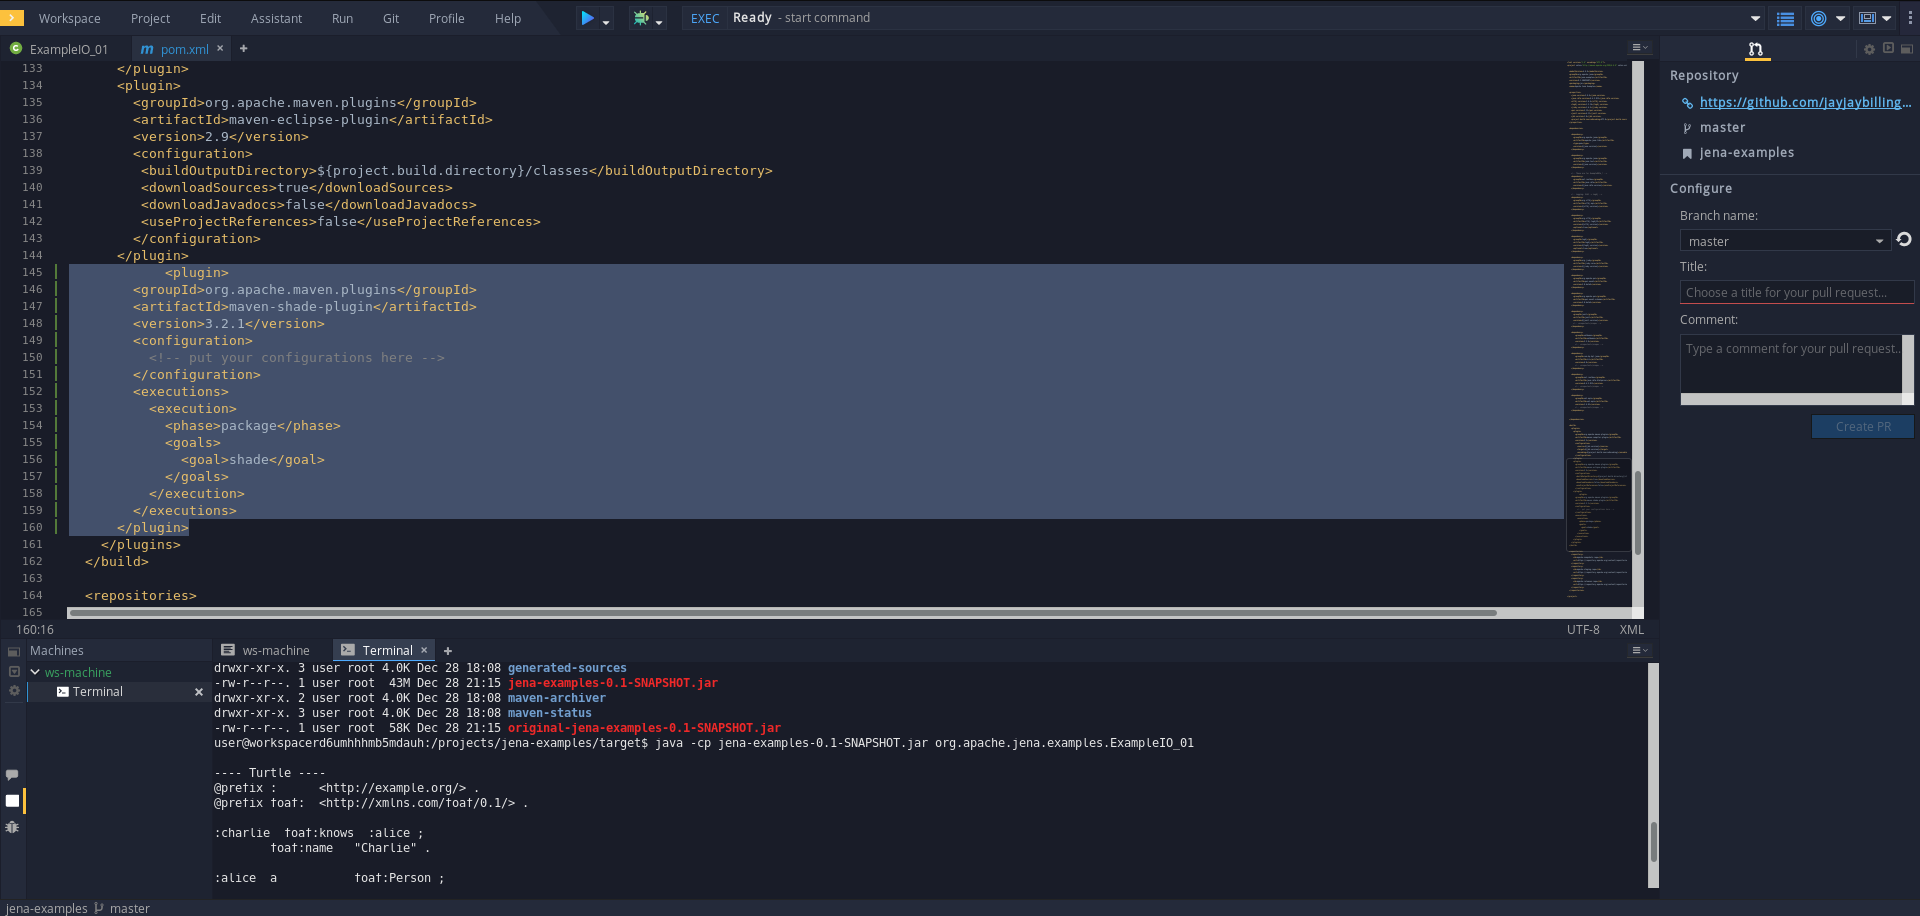 Workspace Project Edit Assistant Run Git Profile Help EXEC Ready - start command
ExampleIO_01 m pom.xml × +
133 </plugin>
134 <plugin>
135 <groupId>org.apache.maven.plugins</groupId>
136 <artifactId>maven-eclipse-plugin</artifactId>
137 <version>2.9</version>
138 <configuration>
139 <buildOutputDirectory>${project.build.directory}/classes</buildOutputDirectory>
140 <downloadSources>true</downloadSources>
141 <downloadJavadocs>false</downloadJavadocs>
142 <useProjectReferences>false</useProjectReferences>
143 </configuration>
144 </plugin>
145 <plugin>
146 <groupId>org.apache.maven.plugins</groupId>
147 <artifactId>maven-shade-plugin</artifactId>
148 <version>3.2.1</version>
149 <configuration>
150 <!-- put your configurations here -->
151 </configuration>
152 <executions>
153 <execution>
154 <phase>package</phase>
155 <goals>
156 <goal>shade</goal>
157 </goals>
158 </execution>
159 </executions>
160 </plugin>
161 </plugins>
162 </build>
163
164 <repositories>
165
160:16 UTF-8 XML
Repository
https://github.com/jayjaybilling...
master
jena-examples
Configure
Branch name:
master
Title:
Choose a title for your pull request...
Comment:
Type a comment for your pull request..
Create PR
Machines
ws-machine
Terminal ×
ws-machine Terminal × +
drwxr-xr-x. 3 user root 4.0K Dec 28 18:08 generated-sources
-rw-r--r--. 1 user root 43M Dec 28 21:15 jena-examples-0.1-SNAPSHOT.jar
drwxr-xr-x. 2 user root 4.0K Dec 28 18:08 maven-archiver
drwxr-xr-x. 3 user root 4.0K Dec 28 18:08 maven-status
-rw-r--r--. 1 user root 58K Dec 28 21:15 original-jena-examples-0.1-SNAPSHOT.jar
user@workspacerd6umhhhmb5mdauh:/projects/jena-examples/target$ java -cp jena-examples-0.1-SNAPSHOT.jar org.apache.jena.examples.ExampleIO_01
---- Turtle ----
@prefix : <http://example.org/> .
@prefix foaf: <http://xmlns.com/foaf/0.1/> .
:charlie foaf:knows :alice ;
foaf:name "Charlie" .
:alice a foaf:Person ;
jena-examples master